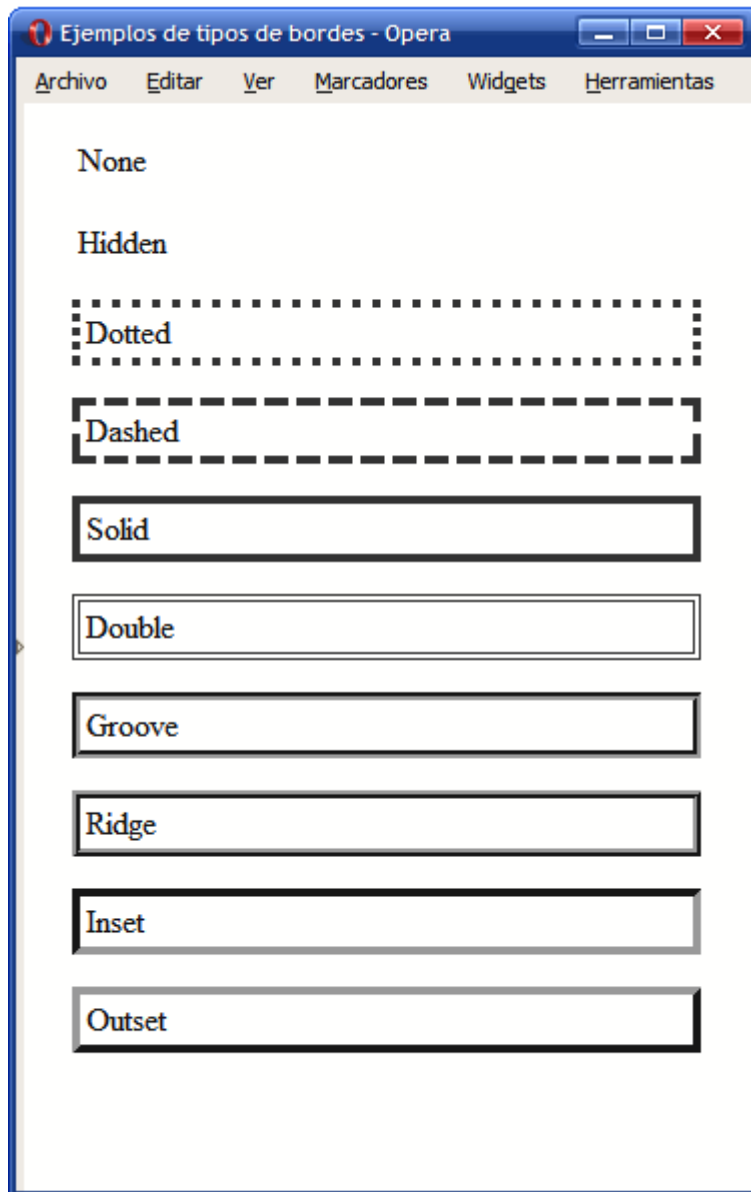 Ejemplos de tipos de bordes - Opera
Archivo Editar Ver Marcadores Widgets Herramientas
None
Hidden
Dotted
Dashed
Solid
Double
Groove
Ridge
Inset
Outset